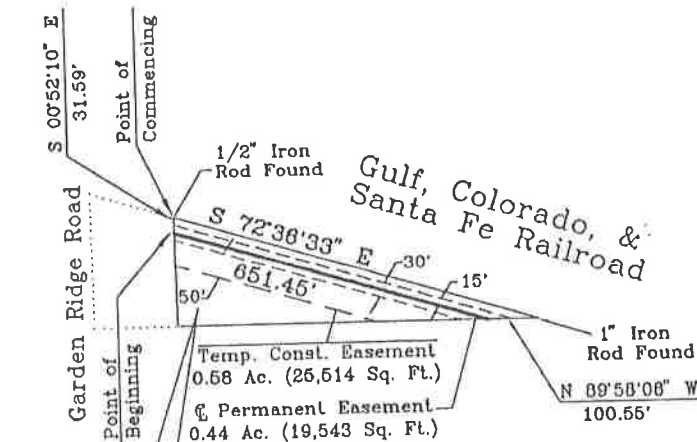 S 00°52'10" E
31.59'
Point of
Commencing
1/2" Iron
Rod Found
Gulf, Colorado, &
Santa Fe Railroad
Garden Ridge Road
S 72°36'33" E
651.45'
30'
15'
50'
1" Iron
Rod Found
Temp. Const. Easement
0.58 Ac. (25,514 Sq. Ft.)
N 89°58'08" W
100.55'
Point of
Beginning
℄ Permanent Easement
0.44 Ac. (19,543 Sq. Ft.)